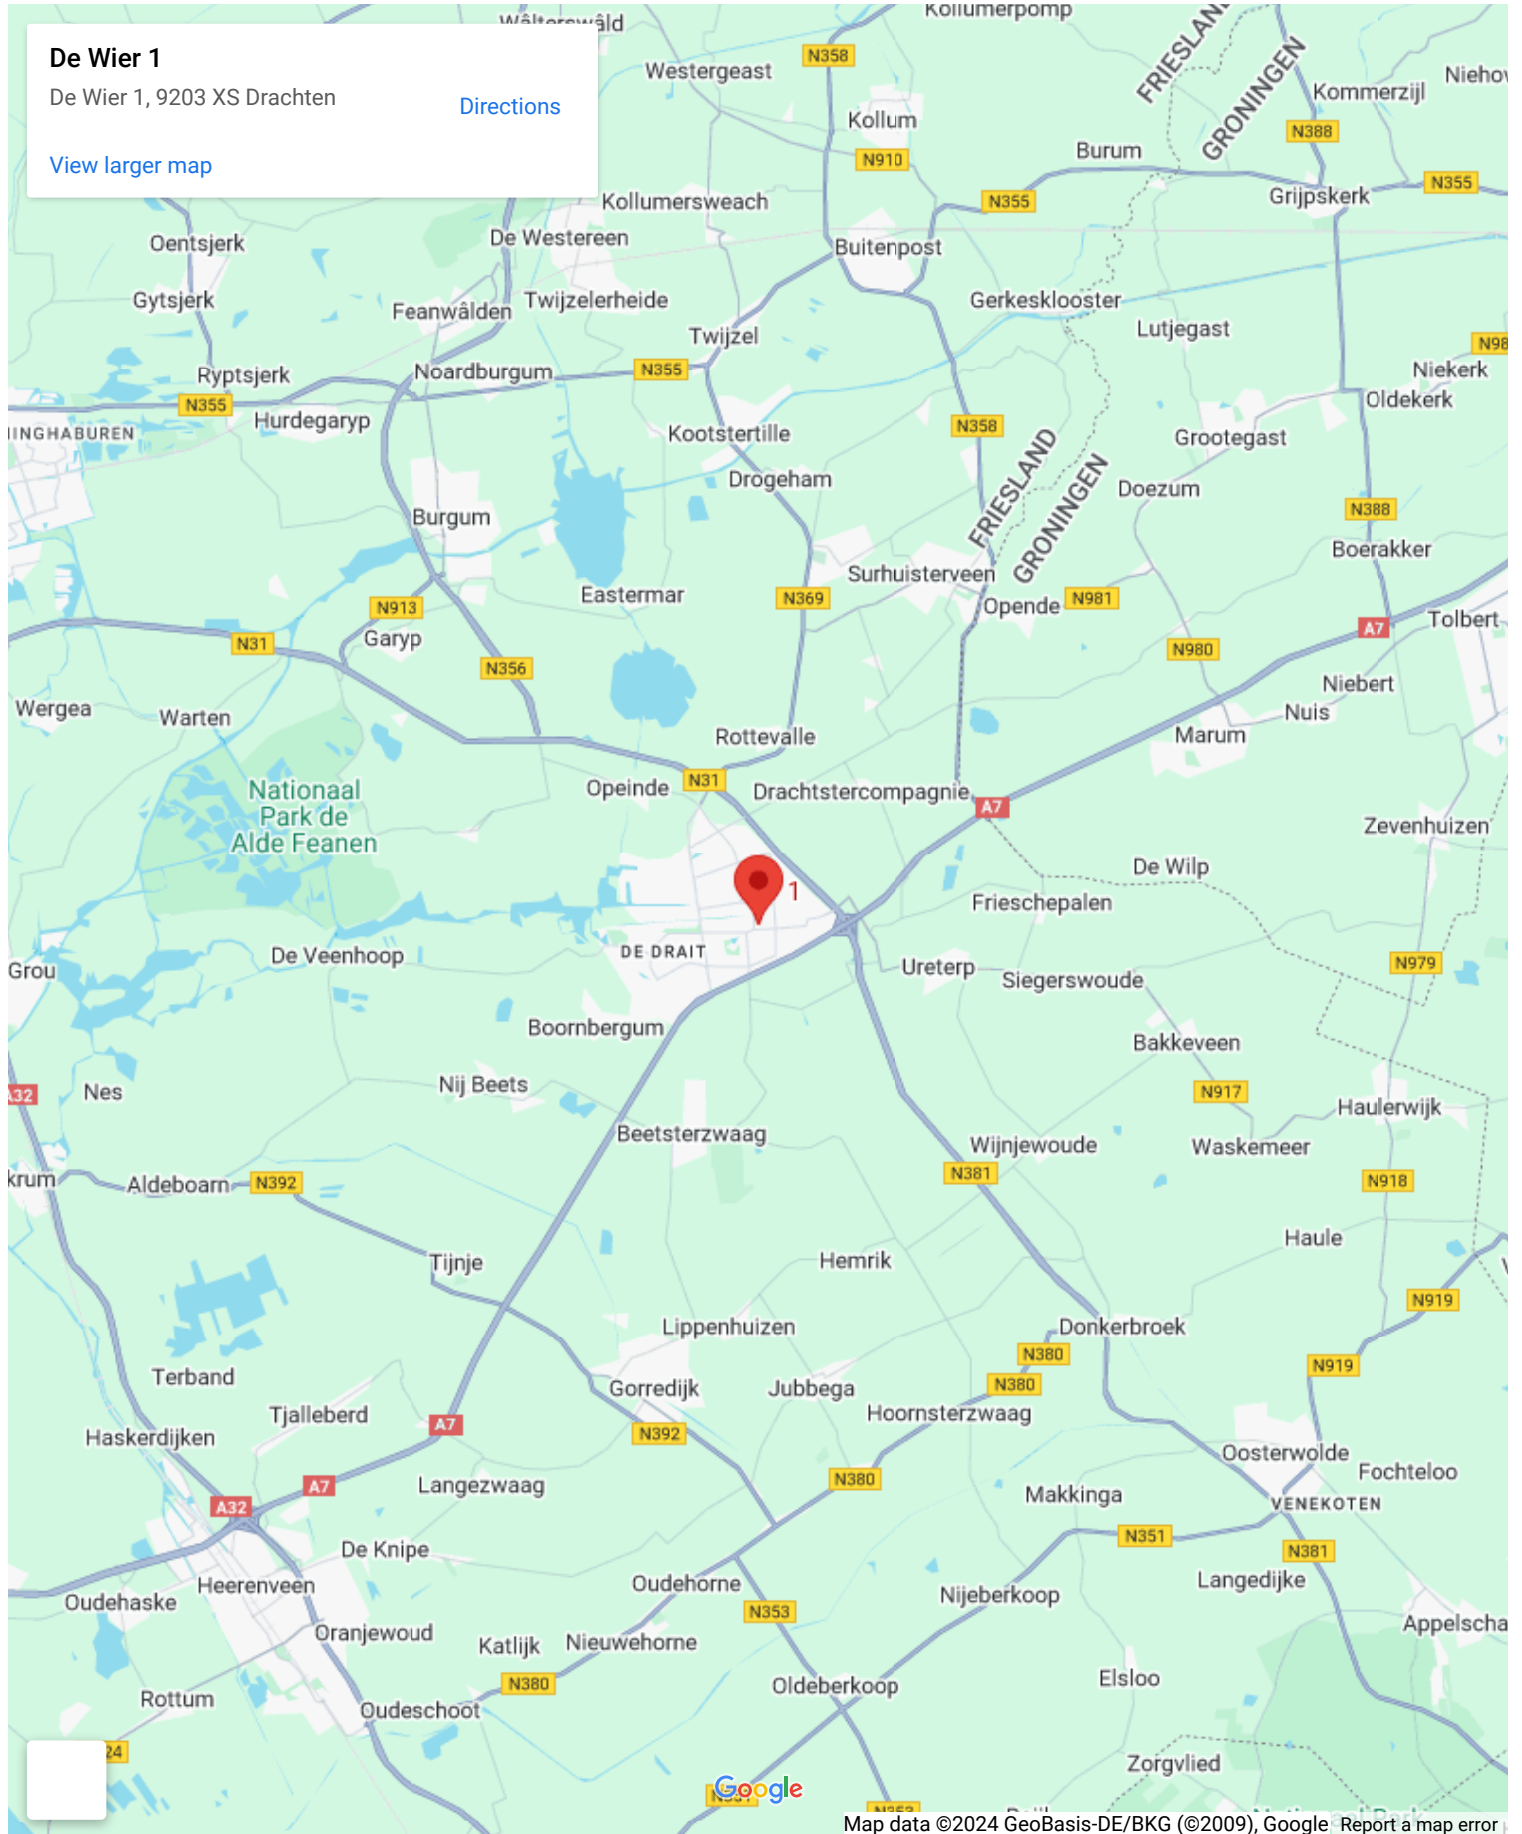 De Wier 1
De Wier 1, 9203 XS Drachten
Directions
View larger map
Wâlterswâld
Kollumerpomp
FRIESLAND
GRONINGEN
N358
Westergeast
Kommerzijl
Kollum
N388
N910
Burum
N355
Grijpskerk
Kollumersweach
N355
De Westereen
Oentsjerk
Buitenpost
Gytsjerk
Feanwâlden
Twijzelerheide
Gerkesklooster
Lutjegast
Twijzel
Ryptsjerk
Noardburgum
N355
Niekerk
N355
Oldekerk
Hurdegaryp
Kootstertille
N358
Grootegast
Drogeham
FRIESLAND
GRONINGEN
Doezum
N388
Burgum
Boerakker
Surhuisterveen
Eastermar
N369
Opende
N981
N913
Garyp
N31
A7
Tolbert
N356
N980
Niebert
Wergea
Warten
Nuis
Rottevalle
Marum
Nationaal
Park de
Alde Feanen
Opeinde
N31
Drachtstercompagnie
A7
Zevenhuizen
De Wilp
1
Frieschepalen
De Veenhoop
DE DRAIT
Grou
Ureterp
Siegerswoude
N979
Boornbergum
Bakkeveen
Nij Beets
Nes
N917
Haulerwijk
Beetsterzwaag
Wijnjewoude
Waskemeer
Aldeboarn
N392
N381
N918
Haule
Tijnje
Hemrik
N919
Lippenhuizen
Donkerbroek
N380
N919
Terband
Gorredijk
Jubbega
N380
Tjalleberd
Hoornsterzwaag
A7
Haskerdijken
N392
Oosterwolde
A7
Langezwaag
N380
Fochteloo
A32
Makkinga
VENEKOTEN
N351
De Knipe
N381
Heerenveen
Oudehorne
Langedijke
Oudehaske
N353
Nijeberkoop
Oranjewoud
Appelscha
Katlijk
Nieuwehorne
N380
Oldeberkoop
Elsloo
Rottum
Oudeschoot
Zorgvlied
Google
Map data ©2024 GeoBasis-DE/BKG (©2009), Google
Report a map error